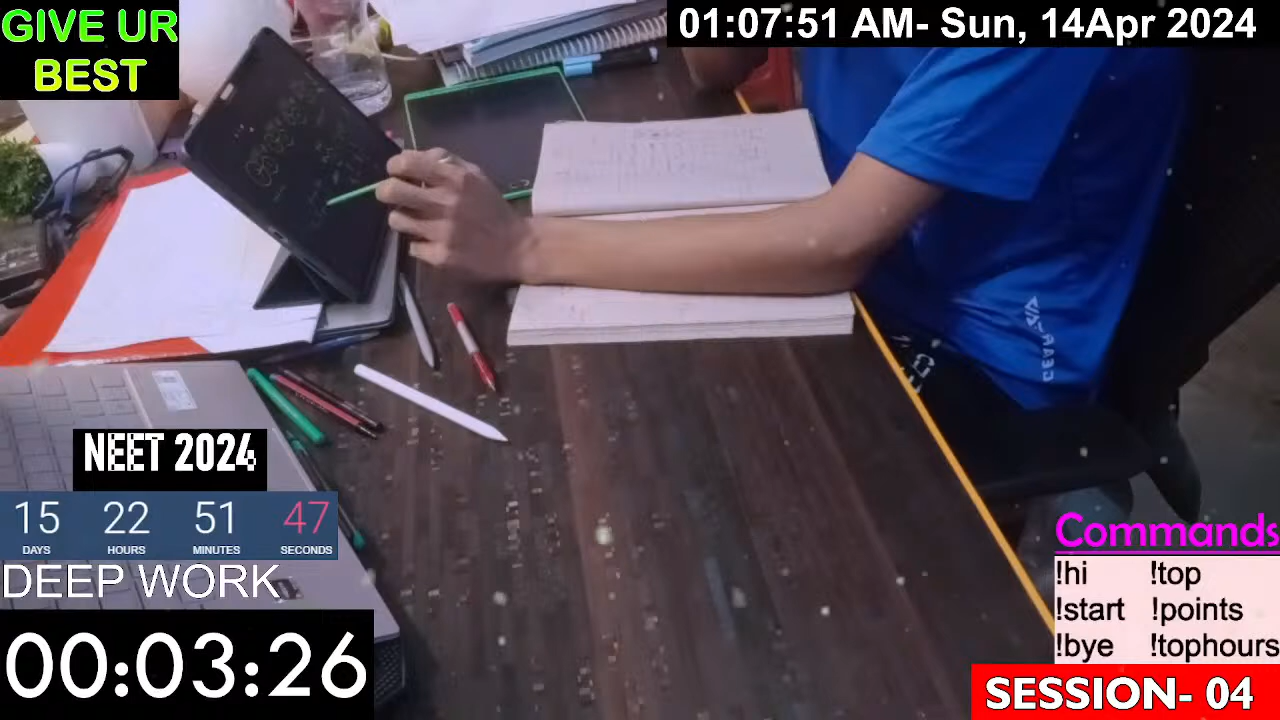 GIVE UR
BEST
01:07:51 AM- Sun, 14Apr 2024
NEET 2024
15 22 51 47
DAYS HOURS MINUTES SECONDS
DEEP WORK
00:03:26
Commands
!hi !top
!start !points
!bye !tophours
SESSION- 04